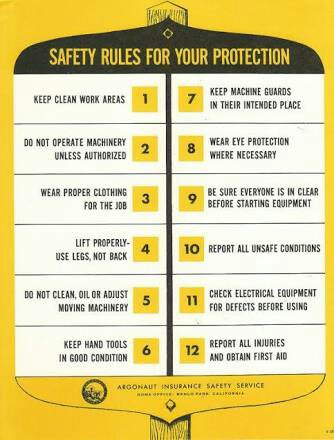 SAFETY RULES FOR YOUR PROTECTION
KEEP CLEAN WORK AREAS 1
DO NOT OPERATE MACHINERY
UNLESS AUTHORIZED 2
WEAR PROPER CLOTHING
FOR THE JOB 3
LIFT PROPERLY-
USE LEGS, NOT BACK 4
DO NOT CLEAN, OIL OR ADJUST
MOVING MACHINERY 5
KEEP HAND TOOLS
IN GOOD CONDITION 6
7 KEEP MACHINE GUARDS
IN THEIR INTENDED PLACE
8 WEAR EYE PROTECTION
WHERE NECESSARY
9 BE SURE EVERYONE IS IN CLEAR
BEFORE STARTING EQUIPMENT
10 REPORT ALL UNSAFE CONDITIONS
11 CHECK ELECTRICAL EQUIPMENT
FOR DEFECTS BEFORE USING
12 REPORT ALL INJURIES
AND OBTAIN FIRST AID
ARGONAUT INSURANCE SAFETY SERVICE
HOME OFFICE: MENLO PARK, CALIFORNIA